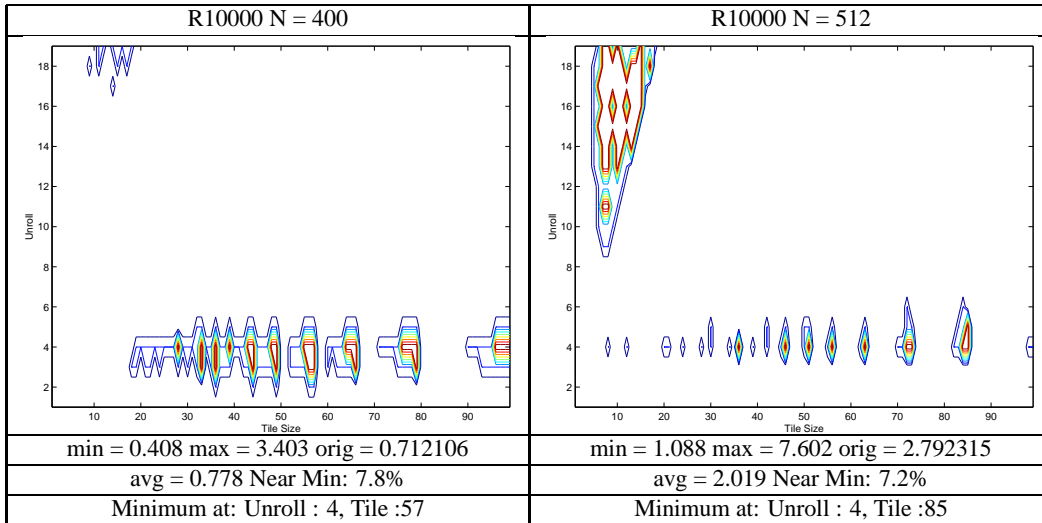 R10000 N = 400
18
16
14
12
10
8
6
4
2
Unroll
10 20 30 40 50 60 70 80 90
Tile Size
min = 0.408 max = 3.403 orig = 0.712106
avg = 0.778 Near Min: 7.8%
Minimum at: Unroll : 4, Tile :57
R10000 N = 512
18
16
14
12
10
8
6
4
2
Unroll
10 20 30 40 50 60 70 80 90
Tile Size
min = 1.088 max = 7.602 orig = 2.792315
avg = 2.019 Near Min: 7.2%
Minimum at: Unroll : 4, Tile :85